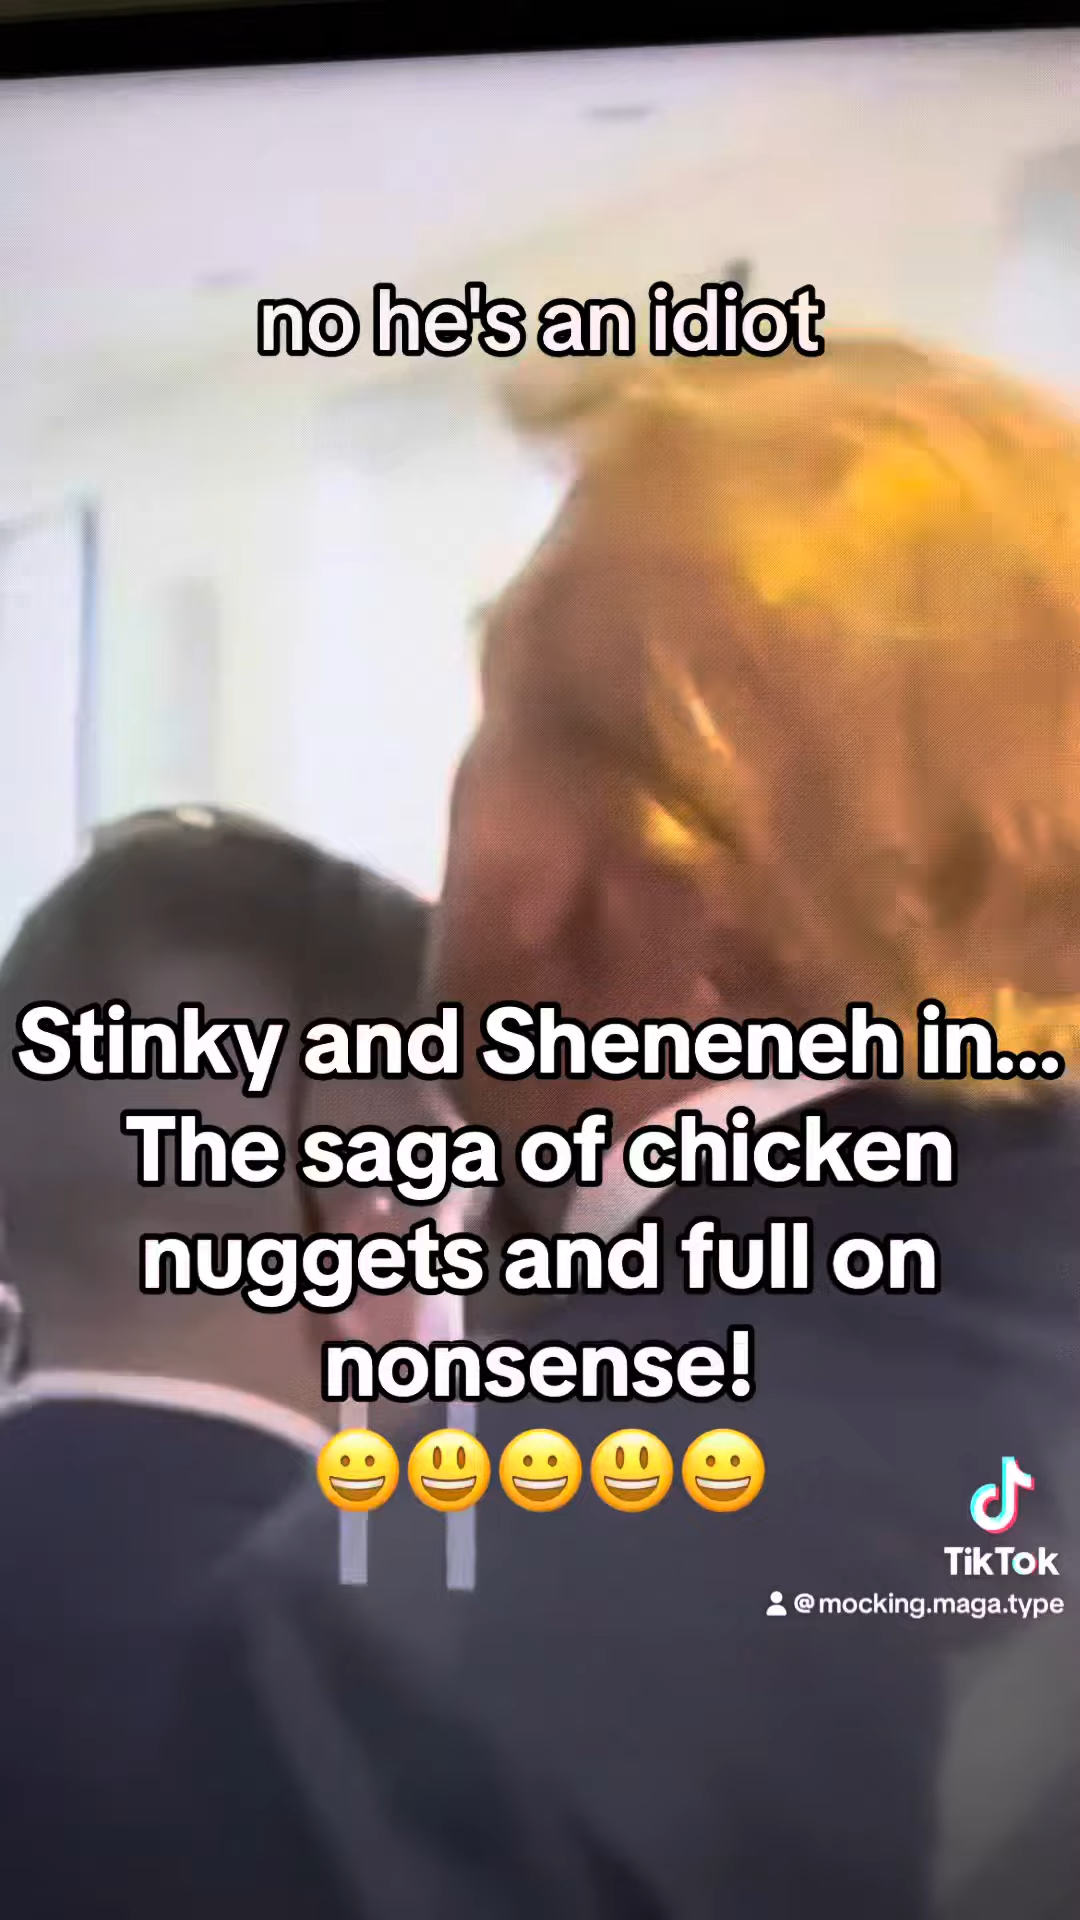 no he's an idiot
Stinky and Sheneneh in...
The saga of chicken
nuggets and full on
nonsense!
😀😃😀😃😀
TikTok
@mocking.maga.type